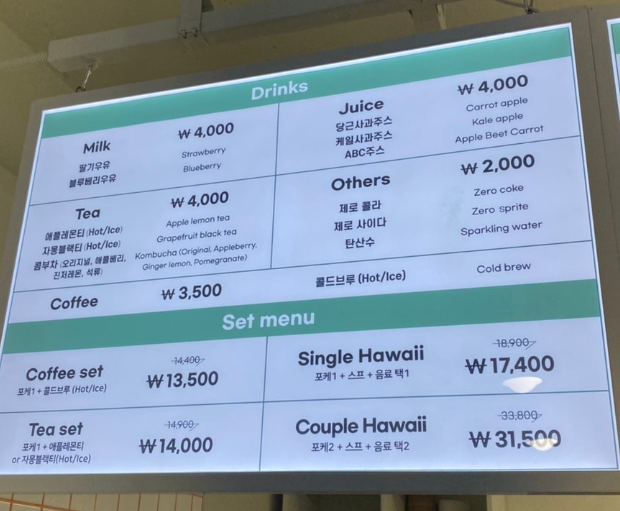 Drinks
Milk ₩ 4,000
딸기우유 Strawberry
블루베리우유 Blueberry
Juice ₩ 4,000
당근사과주스 Carrot apple
케일사과주스 Kale apple
ABC주스 Apple Beet Carrot
Tea ₩ 4,000
애플레몬티 (Hot/Ice) Apple lemon tea
자몽블랙티 (Hot/Ice) Grapefruit black tea
콤부차 (오리지널, 애플베리, Kombucha (Original, Appleberry,
진저레몬, 석류) Ginger lemon, Pomegranate)
Others ₩ 2,000
제로 콜라 Zero coke
제로 사이다 Zero sprite
탄산수 Sparkling water
Coffee ₩ 3,500 콜드브루 (Hot/Ice) Cold brew
Set menu
Coffee set 14,400
포케1 + 콜드브루 (Hot/Ice) ₩13,500
Single Hawaii 18,900
포케1 + 스프 + 음료 택1 ₩17,400
Tea set 14,900
포케1 + 애플레몬티 ₩14,000
or 자몽블랙티(Hot/Ice)
Couple Hawaii 33,800
포케2 + 스프 + 음료 택2 ₩31,500